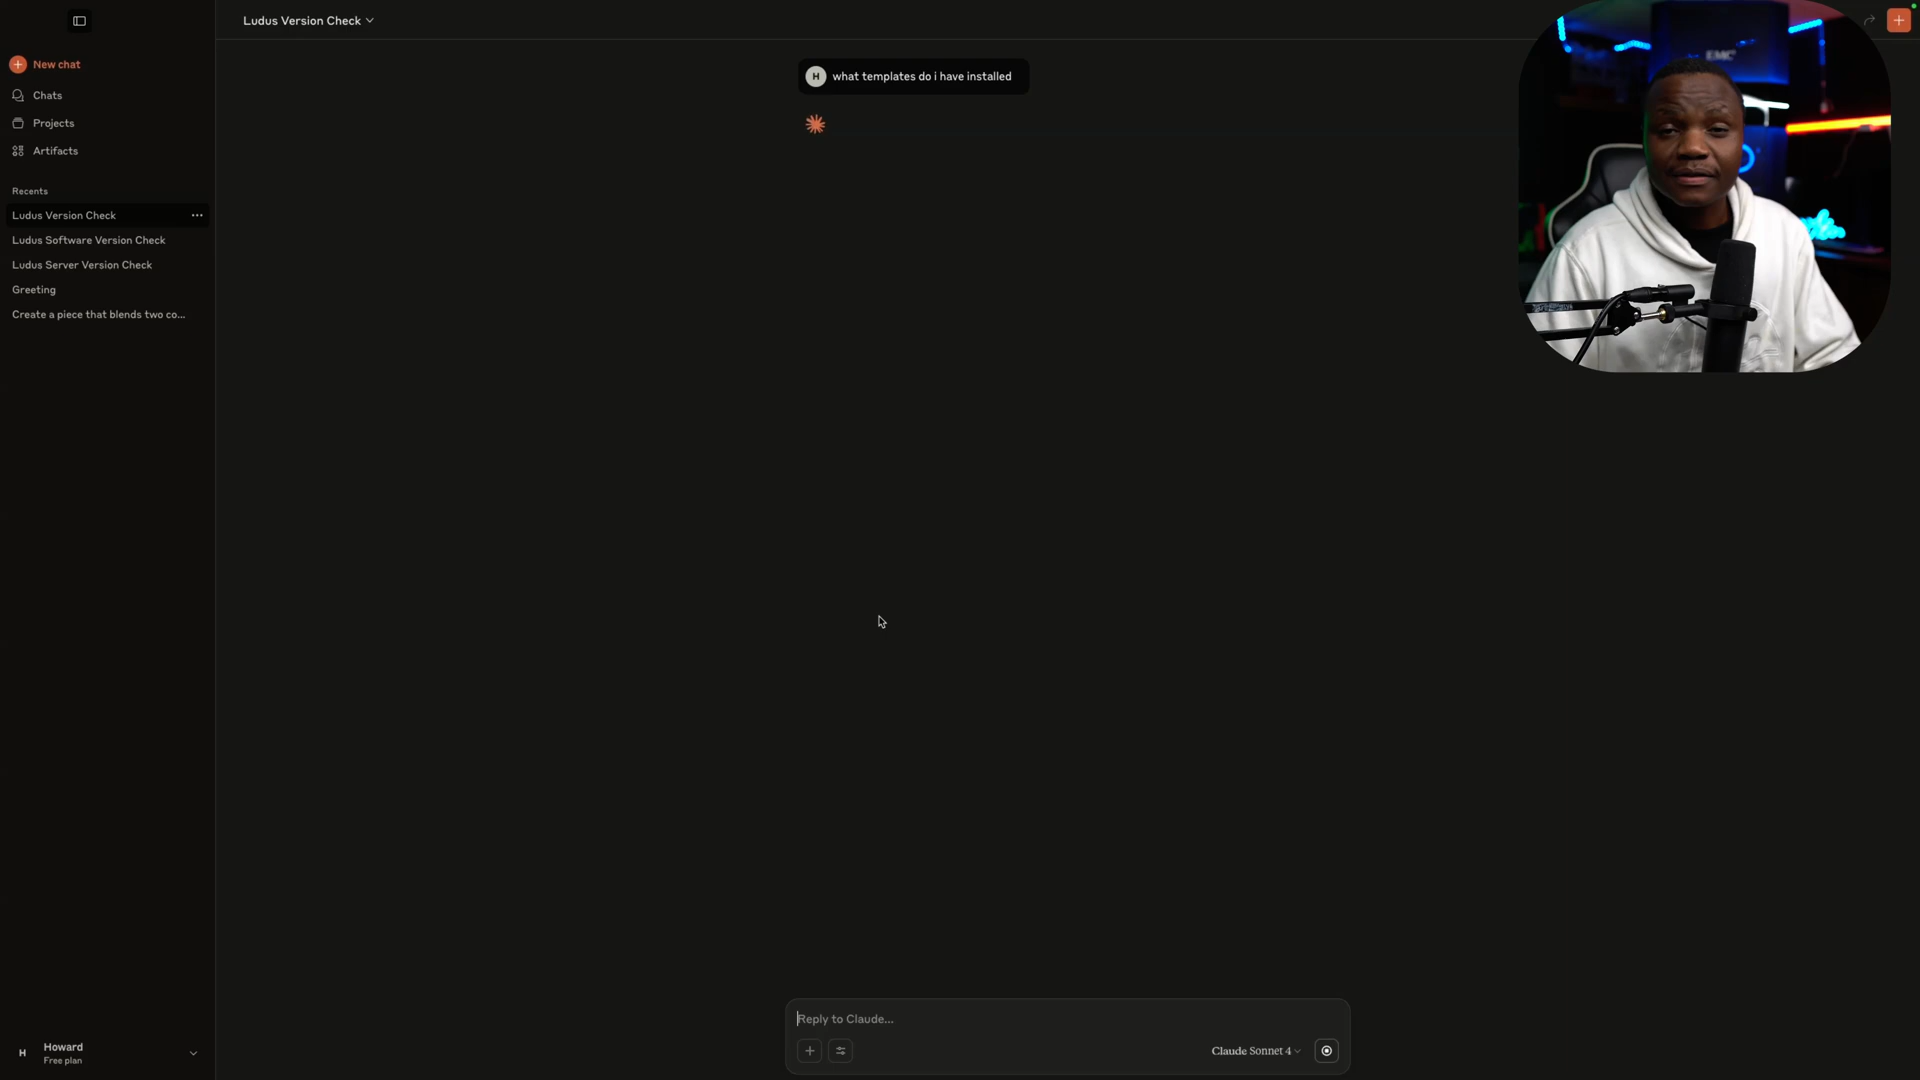 Ludus Version Check
New chat
Chats
Projects
Artifacts
Recents
Ludus Version Check
Ludus Software Version Check
Ludus Server Version Check
Greeting
Create a piece that blends two co...
H
Howard
Free plan
H
what templates do i have installed
EMC
Reply to Claude...
Claude Sonnet 4